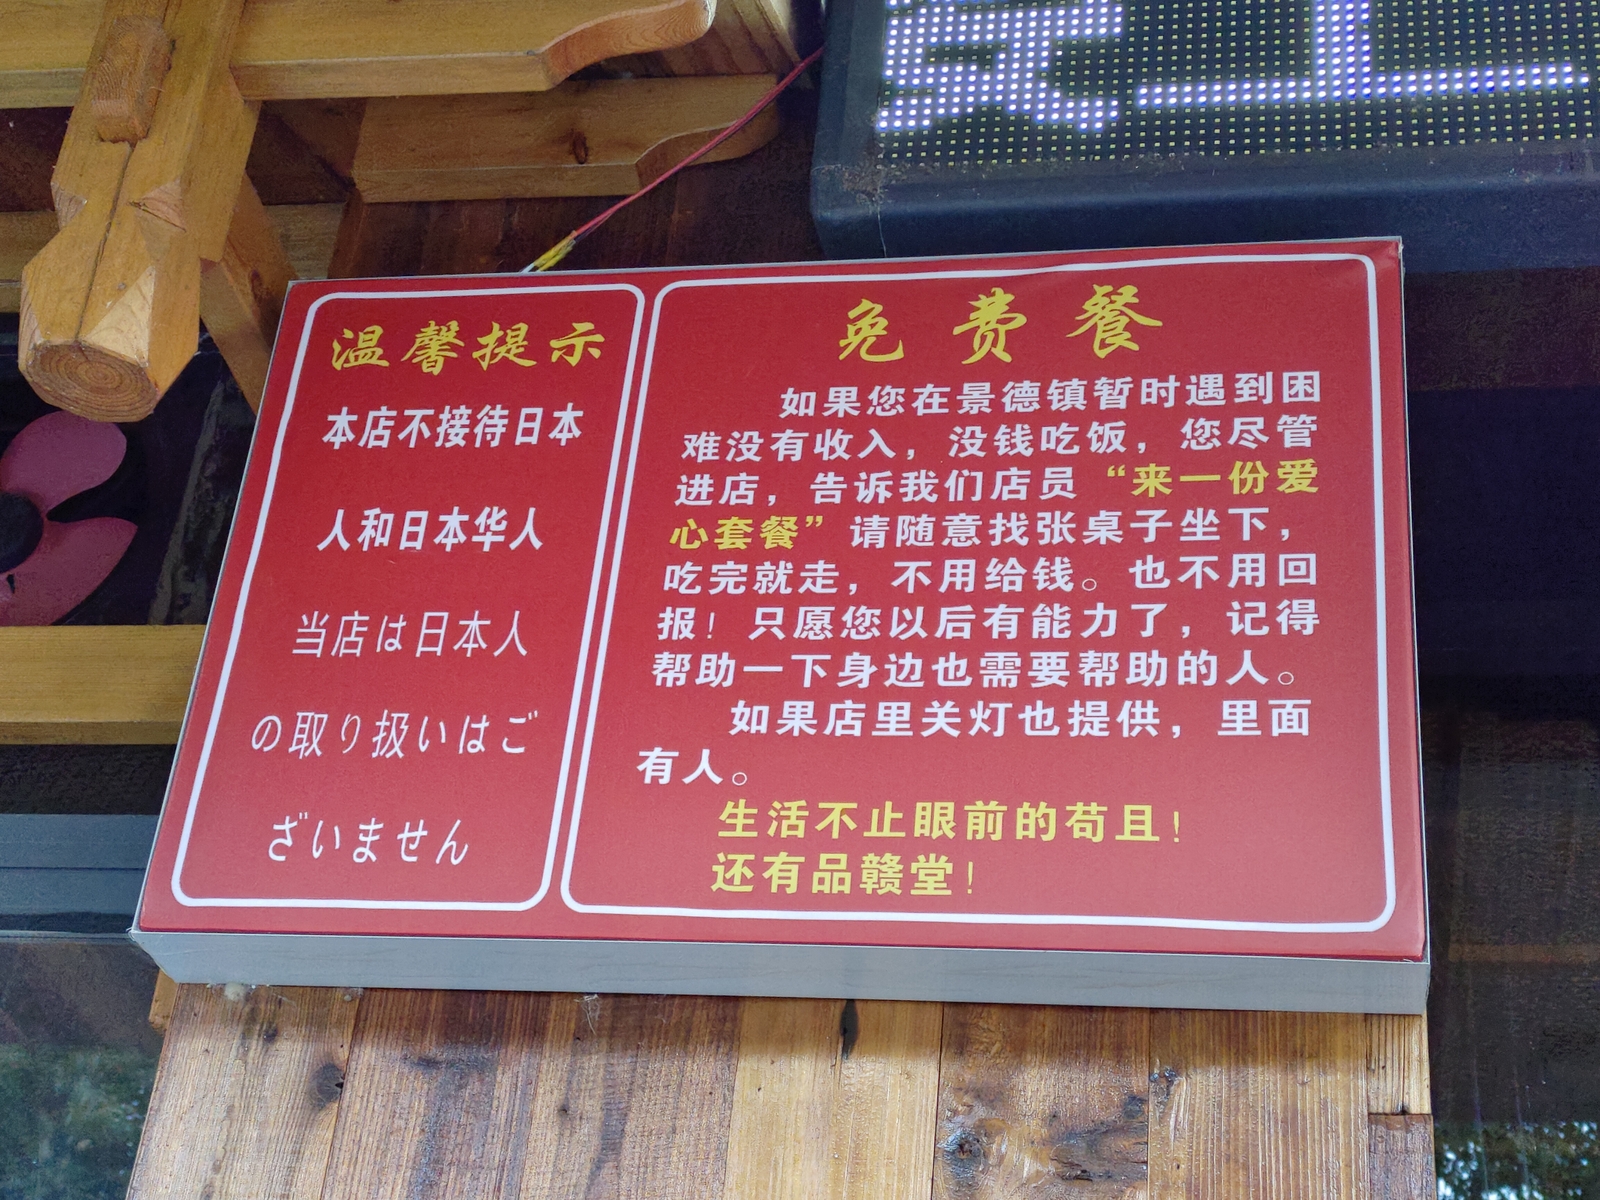 温馨提示
本店不接待日本
人和日本华人
当店は日本人
の取り扱いはご
ざいません
免费餐
如果您在景德镇暂时遇到困
难没有收入，没钱吃饭，您尽管
进店，告诉我们店员“来一份爱
心套餐”请随意找张桌子坐下，
吃完就走，不用给钱。也不用回
报！只愿您以后有能力了，记得
帮助一下身边也需要帮助的人。
如果店里关灯也提供，里面
有人。
生活不止眼前的苟且！
还有品赣堂！